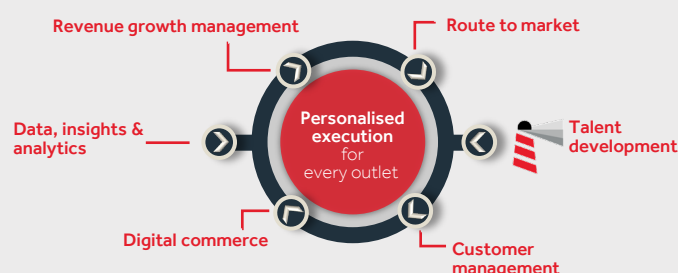 Revenue growth management
Route to market
Data, insights &
analytics
Personalised
execution
for
every outlet
Talent
development
Digital commerce
Customer
management